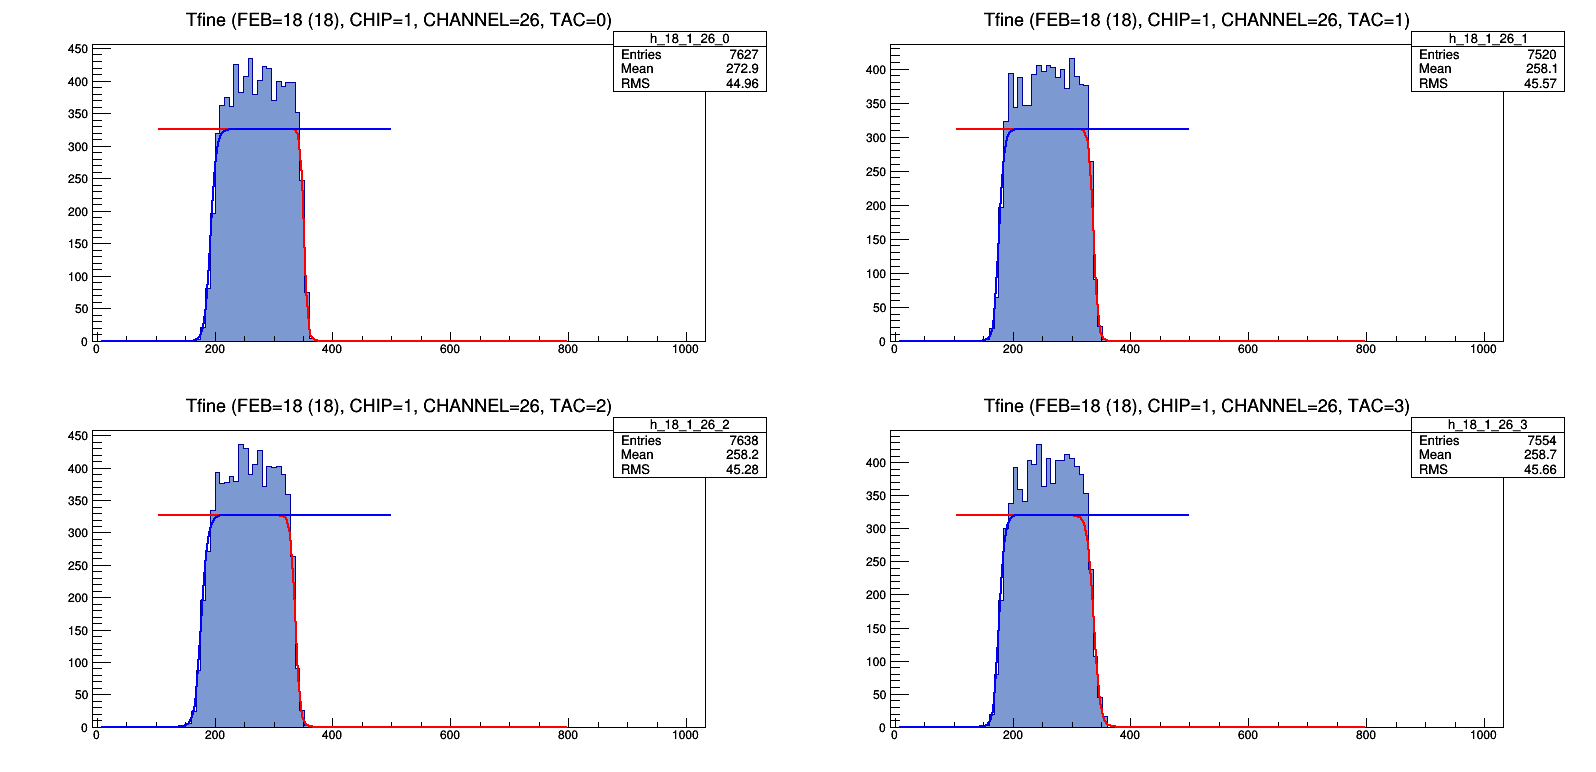 Tfine (FEB=18 (18), CHIP=1, CHANNEL=26, TAC=0)
h_18_1_26_0
Entries 7627
Mean 272.9
RMS 44.96
450
400
350
300
250
200
150
100
50
0
0 200 400 600 800 1000
Tfine (FEB=18 (18), CHIP=1, CHANNEL=26, TAC=1)
h_18_1_26_1
Entries 7520
Mean 258.1
RMS 45.57
400
350
300
250
200
150
100
50
0
0 200 400 600 800 1000
Tfine (FEB=18 (18), CHIP=1, CHANNEL=26, TAC=2)
h_18_1_26_2
Entries 7638
Mean 258.2
RMS 45.28
450
400
350
300
250
200
150
100
50
0
0 200 400 600 800 1000
Tfine (FEB=18 (18), CHIP=1, CHANNEL=26, TAC=3)
h_18_1_26_3
Entries 7554
Mean 258.7
RMS 45.66
400
350
300
250
200
150
100
50
0
0 200 400 600 800 1000